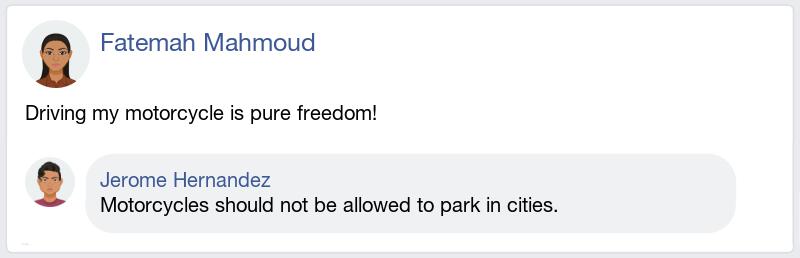 Fatemah Mahmoud
Driving my motorcycle is pure freedom!
Jerome Hernandez
Motorcycles should not be allowed to park in cities.